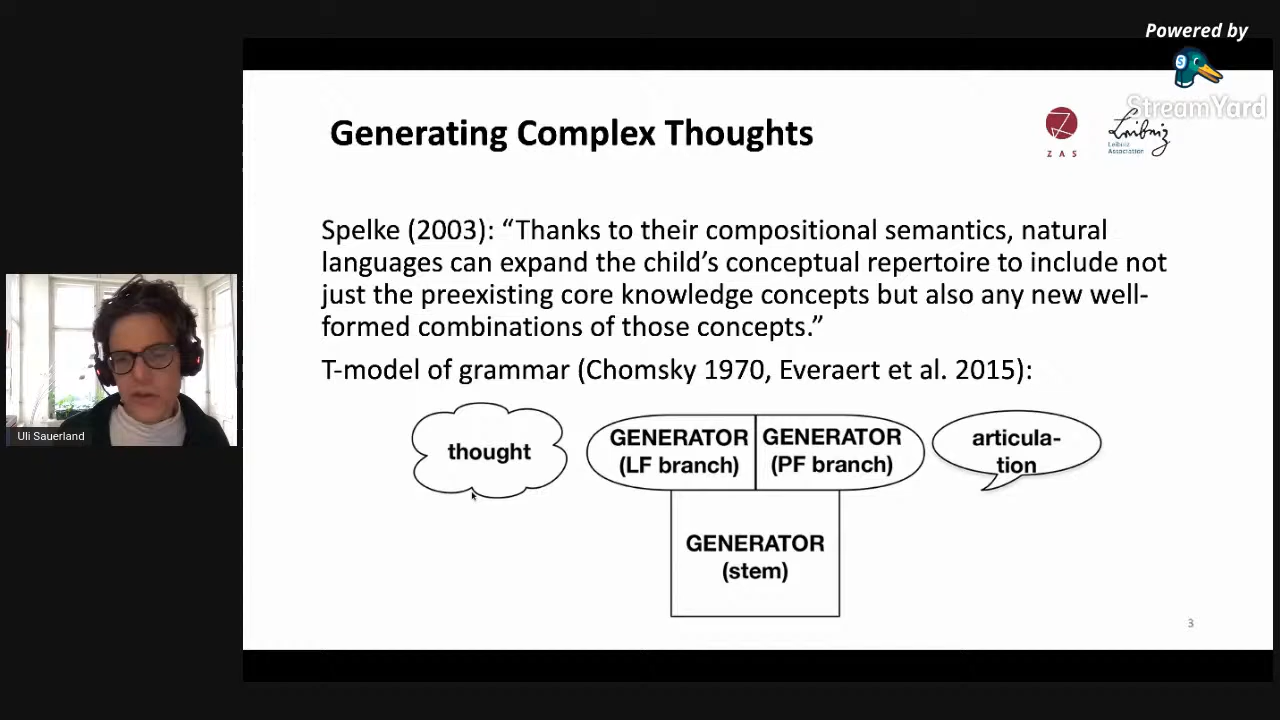 Powered by
StreamYard
Generating Complex Thoughts
Z A S
Leibniz
Leibniz
Association
Spelke (2003): “Thanks to their compositional semantics, natural
languages can expand the child’s conceptual repertoire to include not
just the preexisting core knowledge concepts but also any new well-
formed combinations of those concepts.”
T-model of grammar (Chomsky 1970, Everaert et al. 2015):
thought
GENERATOR
(LF branch)
GENERATOR
(PF branch)
articula-
tion
GENERATOR
(stem)
Uli Sauerland
3